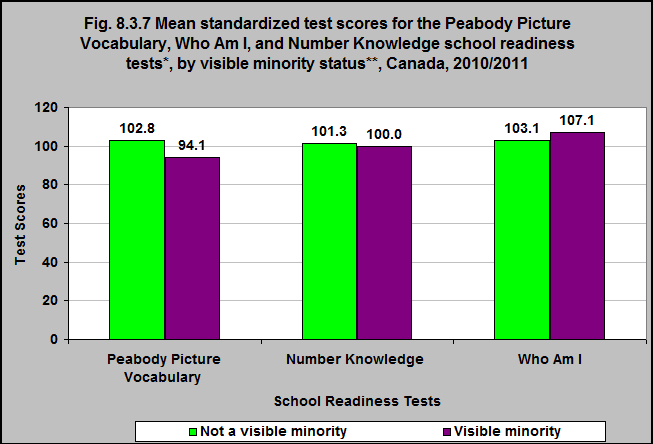 Fig. 8.3.7 Mean standardized test scores for the Peabody Picture
Vocabulary, Who Am I, and Number Knowledge school readiness
tests*, by visible minority status**, Canada, 2010/2011
120
100
80
60
40
20
0
Test Scores
102.8
94.1
101.3
100.0
103.1
107.1
Peabody Picture
Vocabulary
Number Knowledge
Who Am I
School Readiness Tests
Not a visible minority
Visible minority